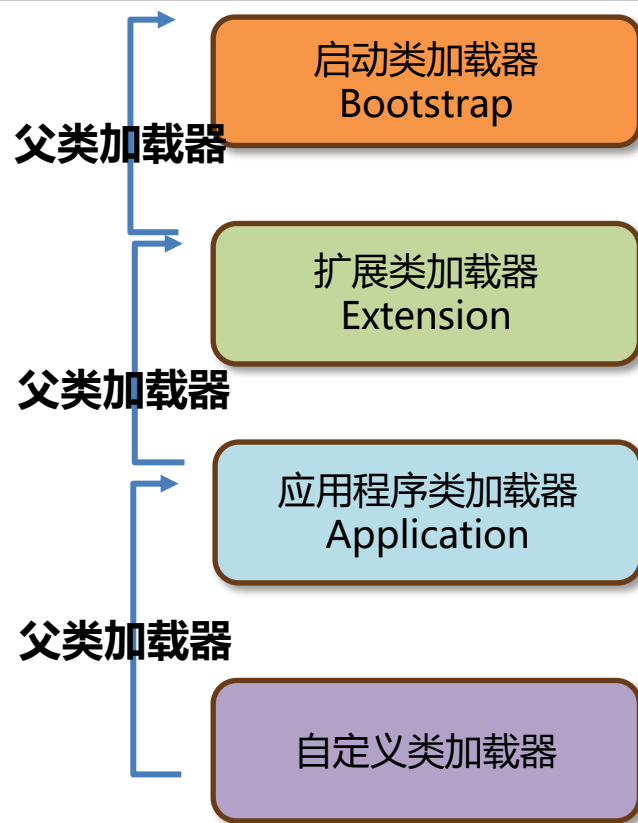 启动类加载器
Bootstrap
父类加载器
扩展类加载器
Extension
父类加载器
应用程序类加载器
Application
父类加载器
自定义类加载器